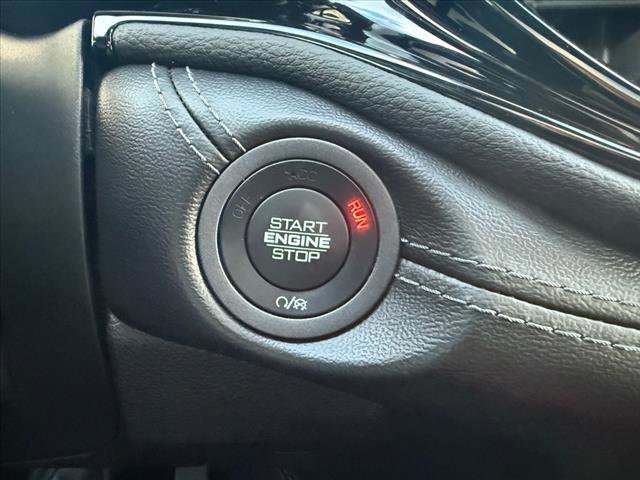 ACC
OFF
RUN
START
ENGINE
STOP